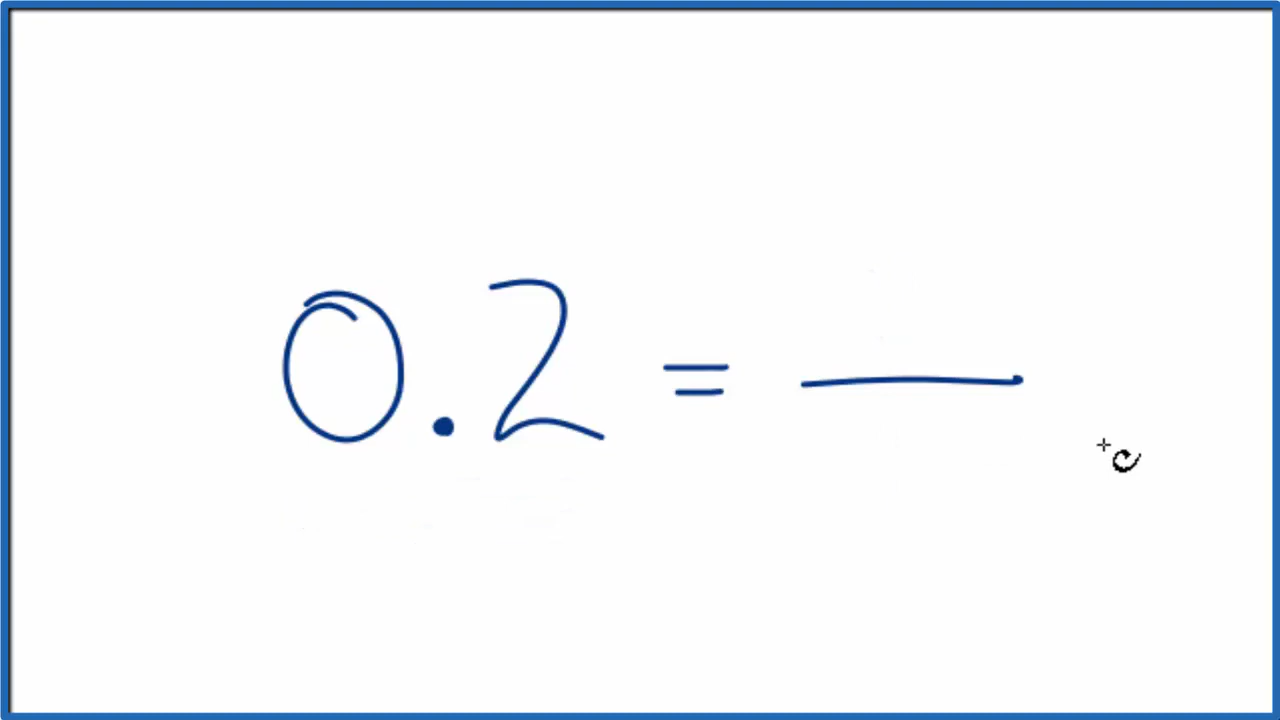 0.2 = —